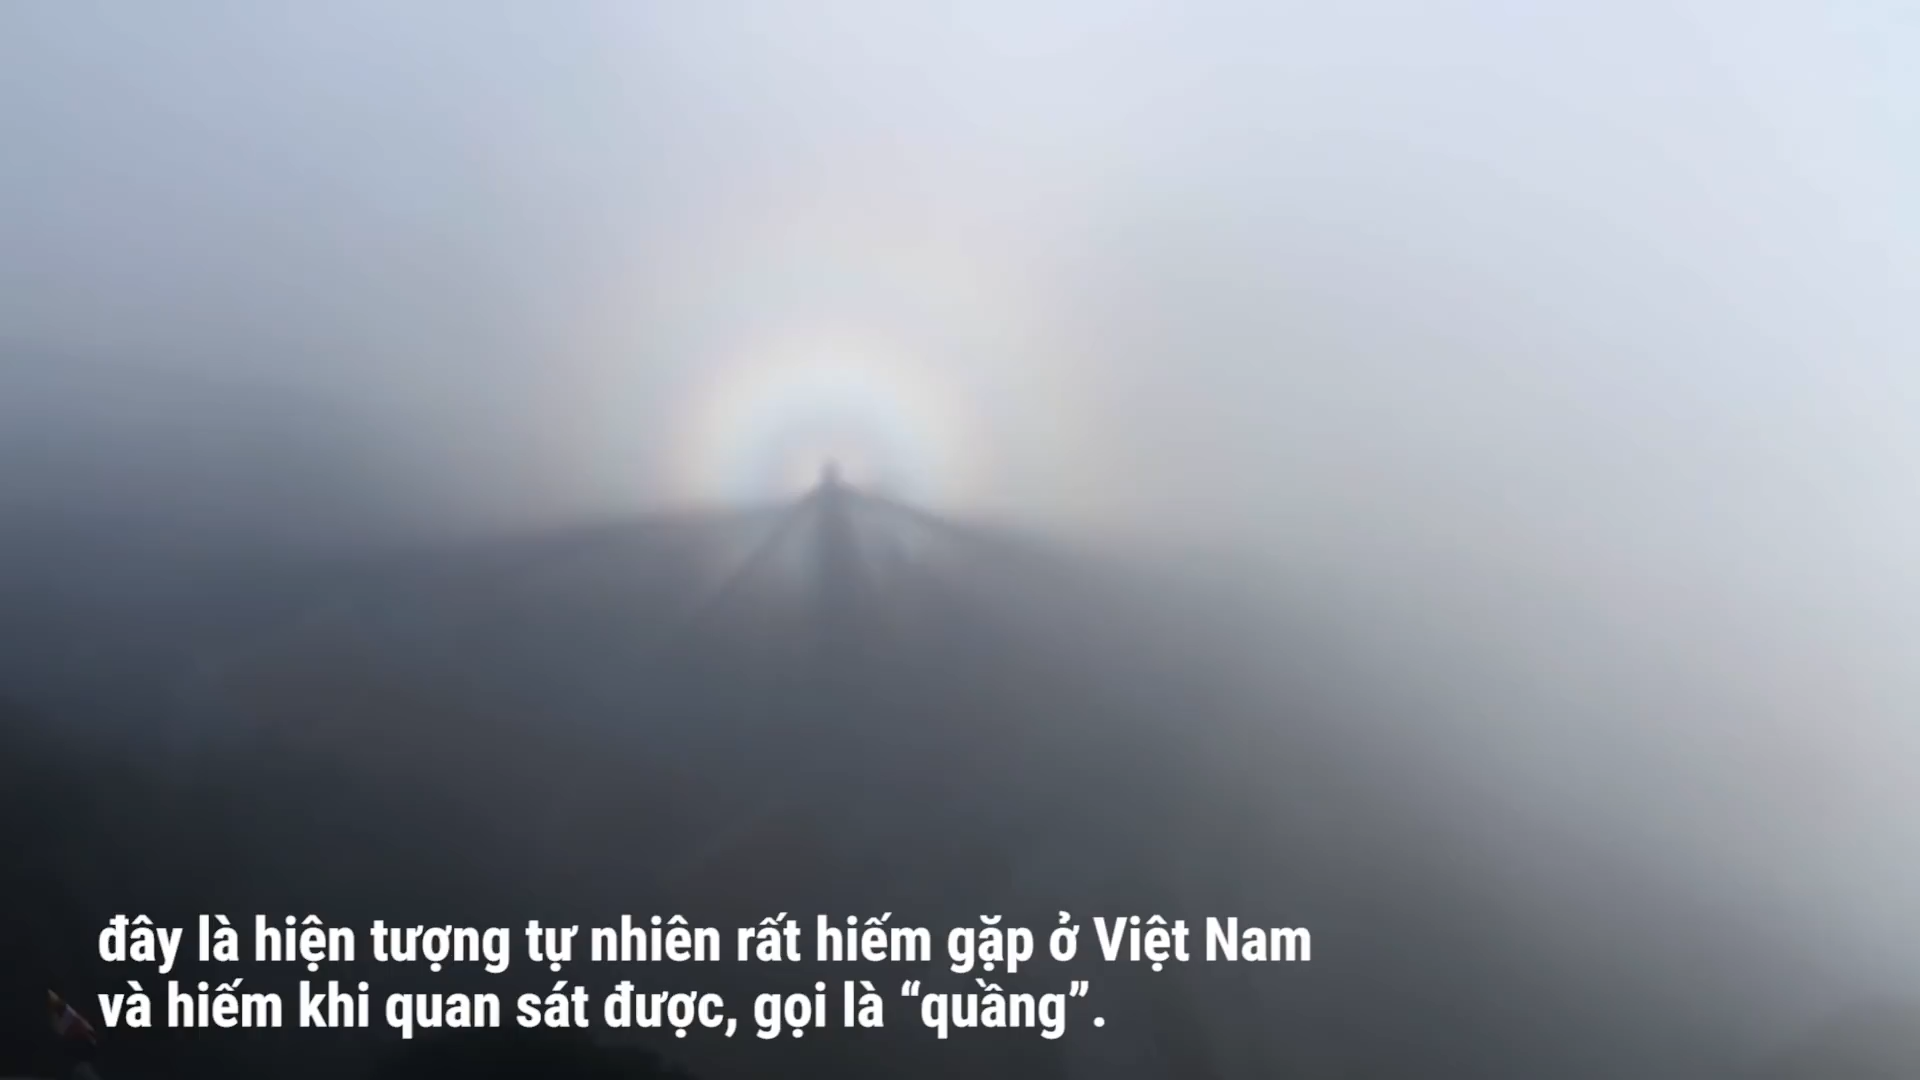 đây là hiện tượng tự nhiên rất hiếm gặp ở Việt Nam
và hiếm khi quan sát được, gọi là “quầng”.